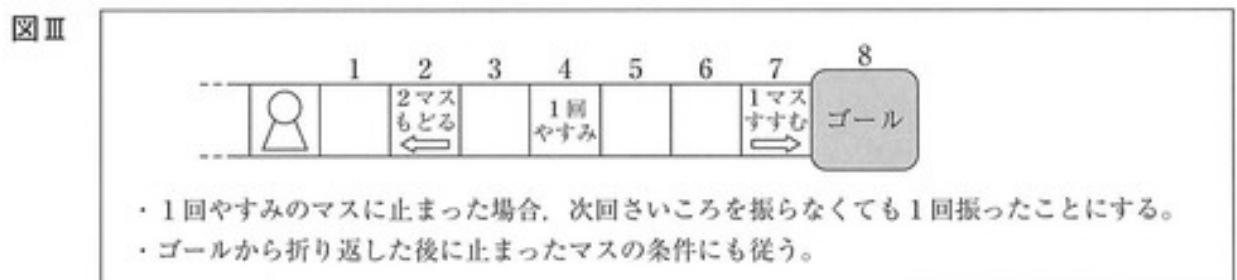 図Ⅲ
1 2 3 4 5 6 7 8
2マス
もどる
1回
やすみ
1マス
すすむ
ゴール
・1回やすみのマスに止まった場合，次回さいころを振らなくても1回振ったことにする。
・ゴールから折り返した後に止まったマスの条件にも従う。